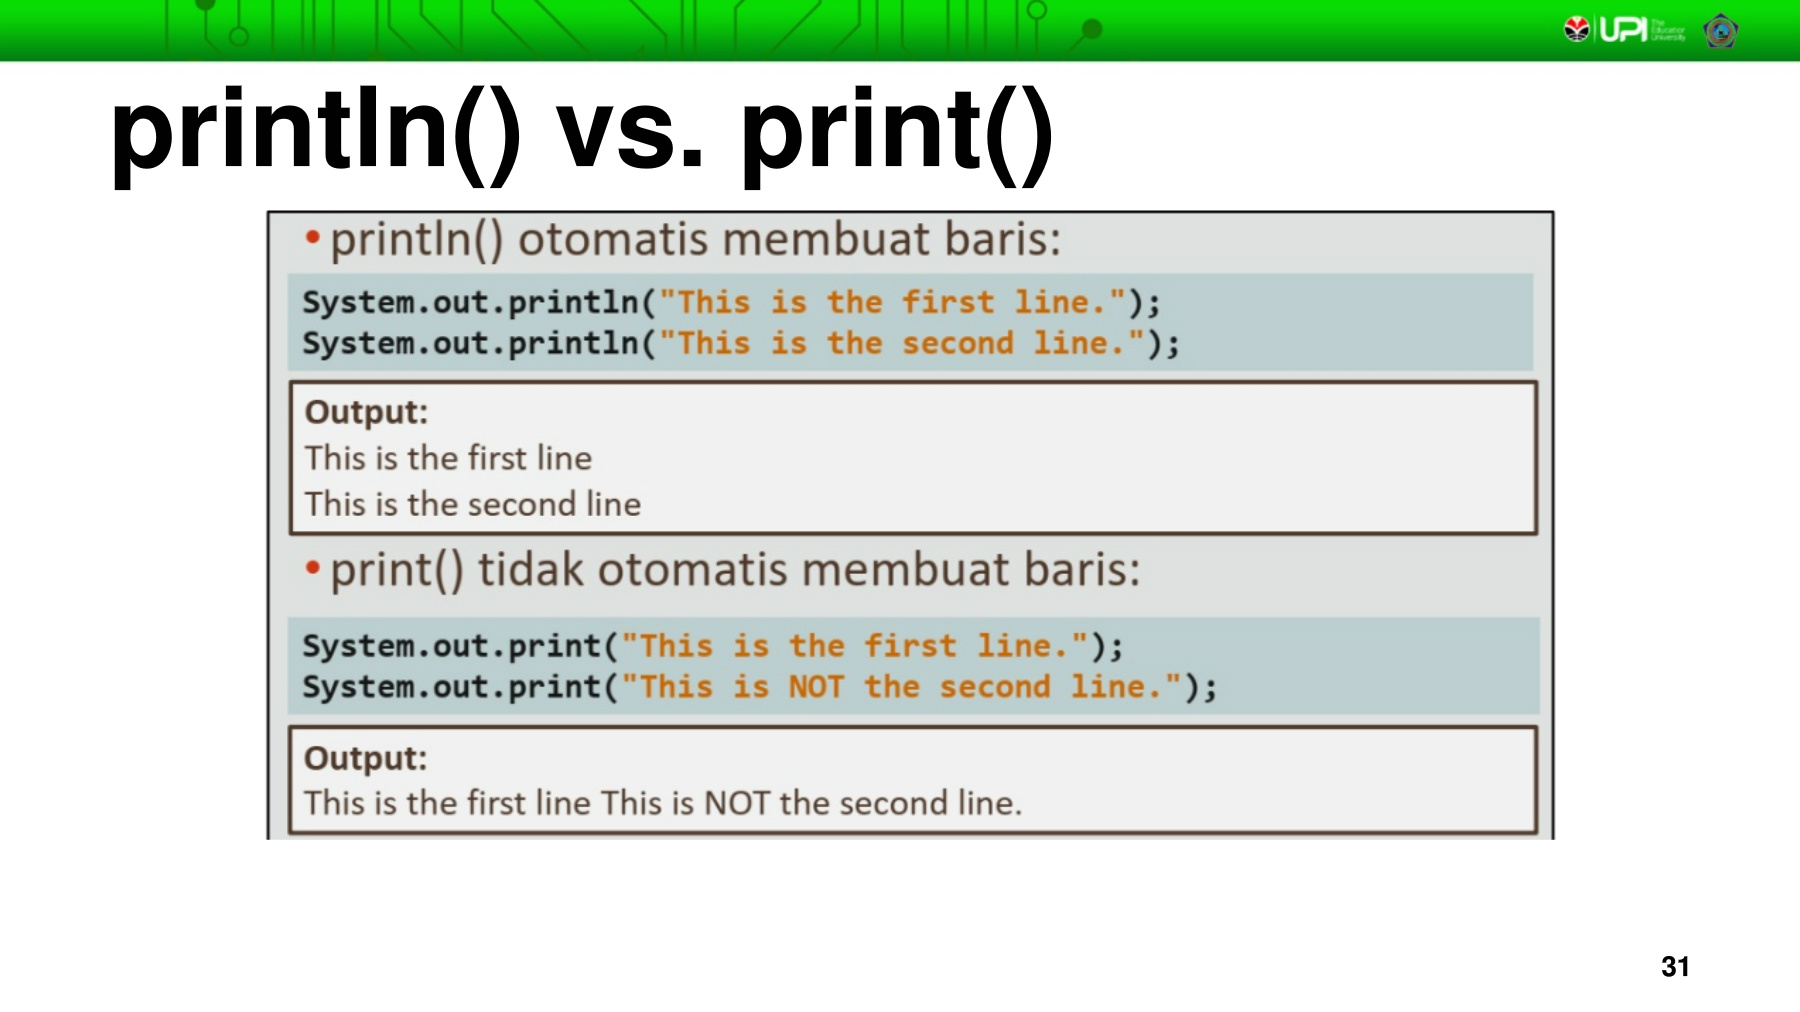 UPI
The
Education
University
println() vs. print()
• println() otomatis membuat baris:
System.out.println("This is the first line.");
System.out.println("This is the second line.");
Output:
This is the first line
This is the second line
• print() tidak otomatis membuat baris:
System.out.print("This is the first line.");
System.out.print("This is NOT the second line.");
Output:
This is the first line This is NOT the second line.
31